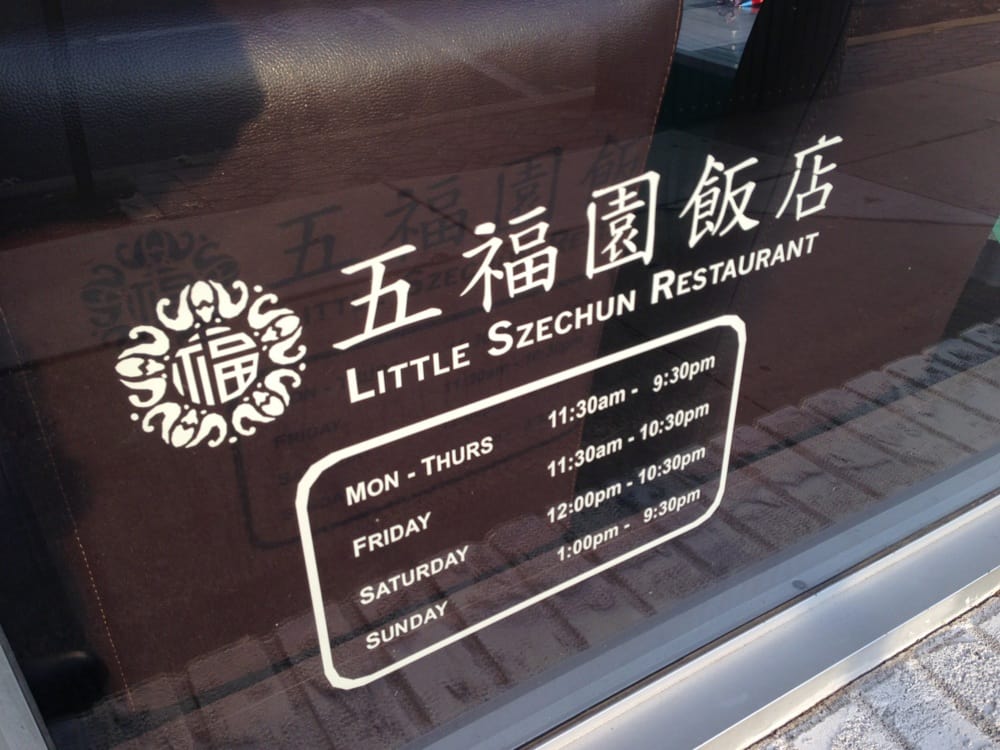 福
五福園飯店
LITTLE SZECHUN RESTAURANT
MON - THURS 11:30am - 9:30pm
FRIDAY 11:30am - 10:30pm
SATURDAY 12:00pm - 10:30pm
SUNDAY 1:00pm - 9:30pm